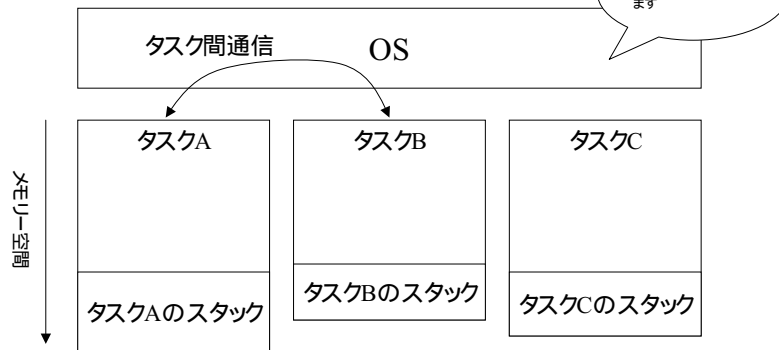 ます
タスク間通信
OS
タスクA
タスクB
タスクC
メモリー空間
タスクAのスタック
タスクBのスタック
タスクCのスタック